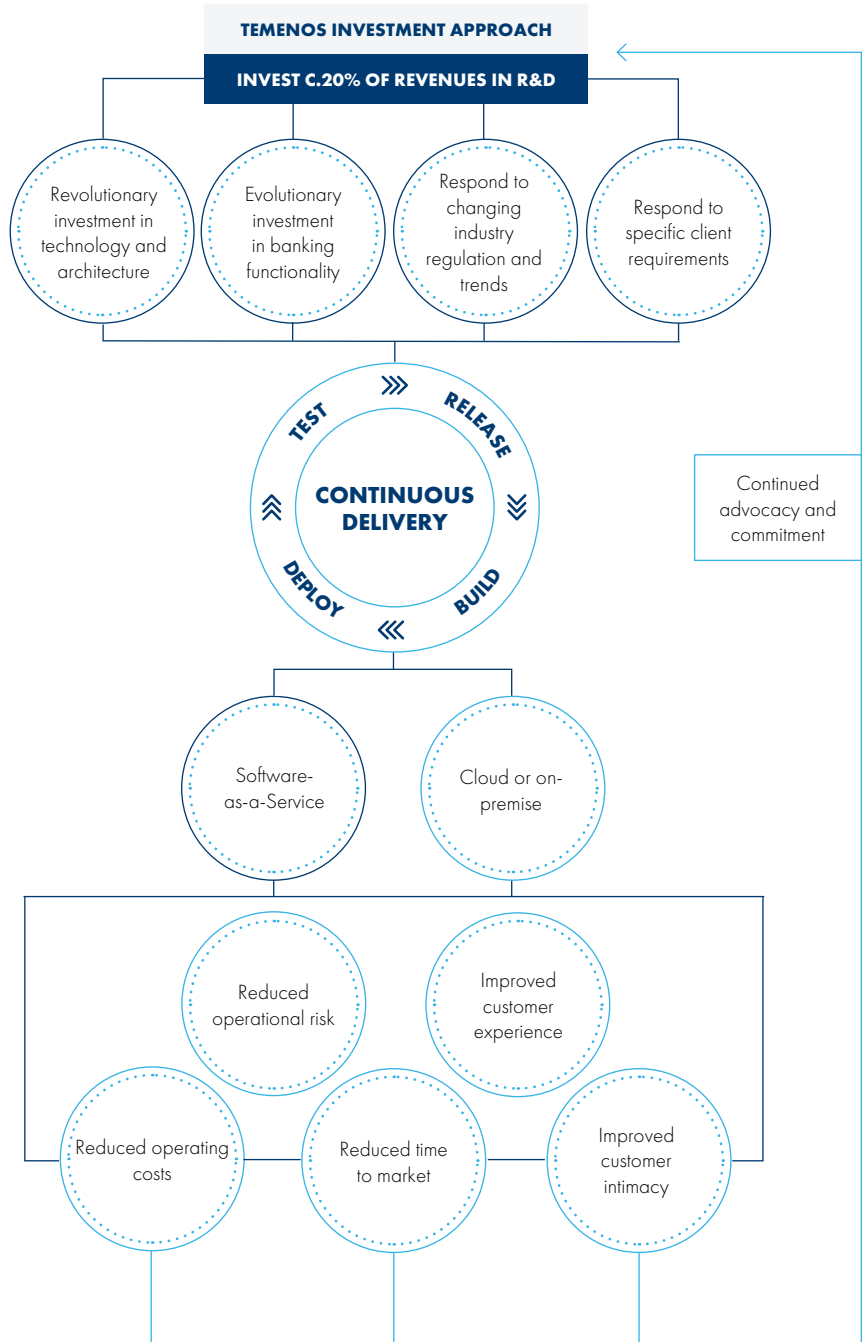 TEMENOS INVESTMENT APPROACH
INVEST C.20% OF REVENUES IN R&D
Revolutionary
investment in
technology and
architecture
Evolutionary
investment
in banking
functionality
Respond to
changing
industry
regulation and
trends
Respond to
specific client
requirements
TEST
RELEASE
CONTINUOUS
DELIVERY
DEPLOY
BUILD
Continued
advocacy and
commitment
Software-
as-a-Service
Cloud or on-
premise
Reduced
operational risk
Improved
customer
experience
Reduced operating
costs
Reduced time
to market
Improved
customer
intimacy